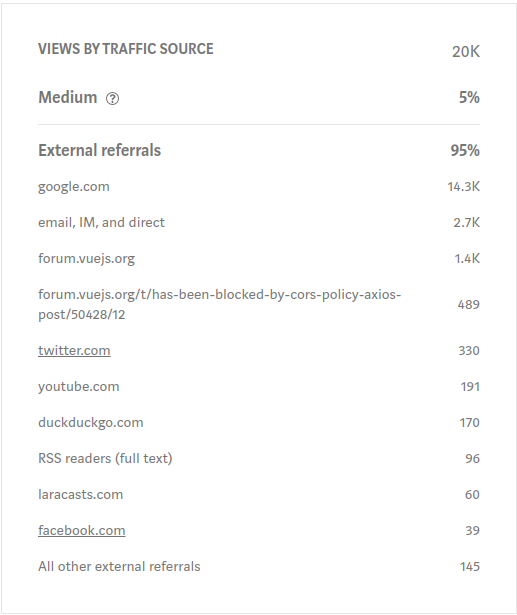 VIEWS BY TRAFFIC SOURCE 20K
Medium ? 5%
External referrals 95%
google.com 14.3K
email, IM, and direct 2.7K
forum.vuejs.org 1.4K
forum.vuejs.org/t/has-been-blocked-by-cors-policy-axios-
post/50428/12 489
twitter.com 330
youtube.com 191
duckduckgo.com 170
RSS readers (full text) 96
laracasts.com 60
facebook.com 39
All other external referrals 145